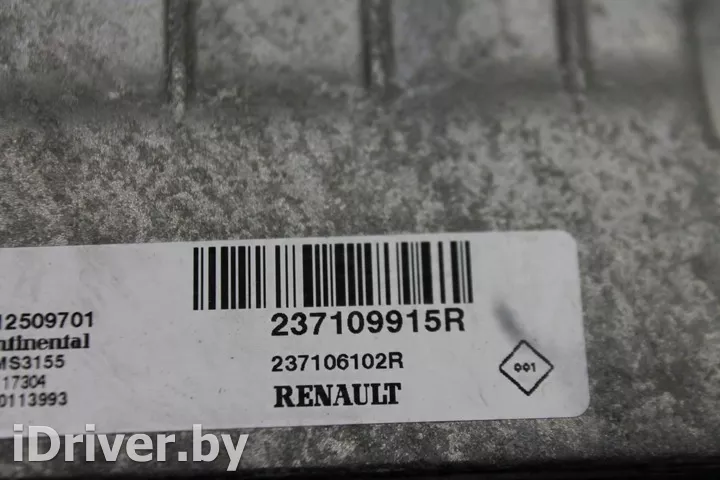 237109915R
12509701
ntinental
237106102R
MS3155
17304
0113993
RENAULT
001
iDriver.by